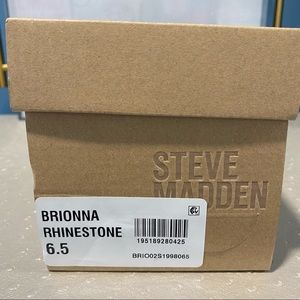 STEVE
MADDEN
BRIONNA
RHINESTONE
6.5
195189280425
BRIO02S1998065